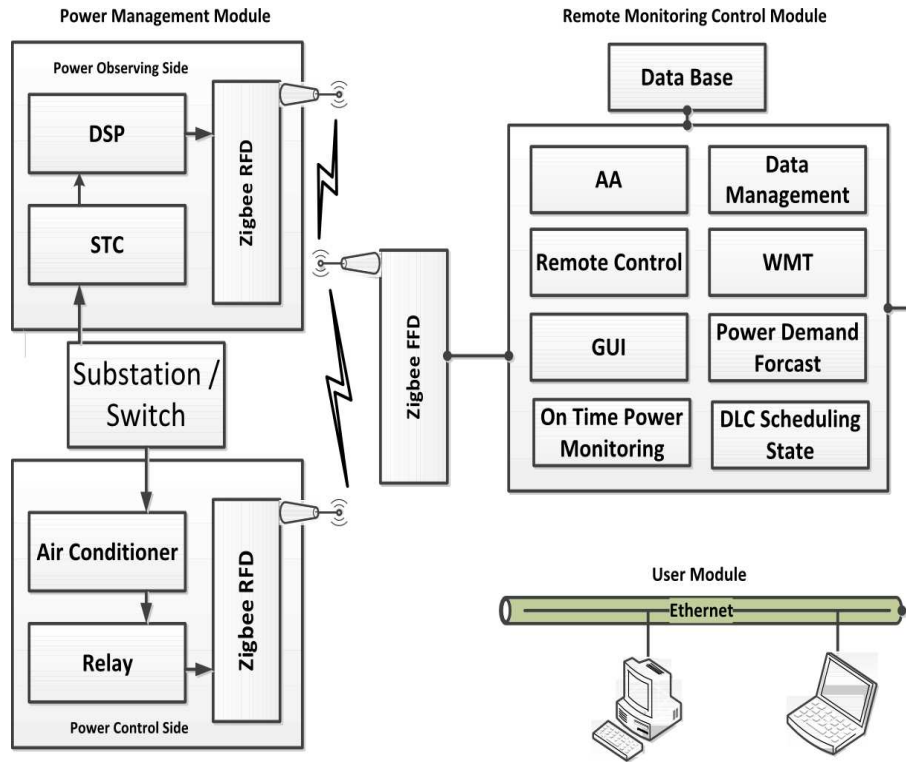 Power Management Module
Remote Monitoring Control Module
Power Observing Side
DSP
STC
Zigbee RFD
Substation /
Switch
Air Conditioner
Relay
Zigbee RFD
Power Control Side
Zigbee FFD
Data Base
AA
Data
Management
Remote Control
WMT
GUI
Power Demand
Forcast
On Time Power
Monitoring
DLC Scheduling
State
User Module
Ethernet